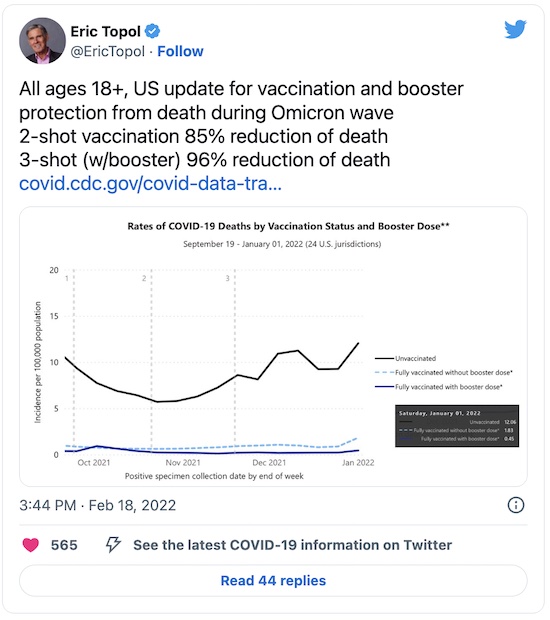 Eric Topol
@EricTopol · Follow
All ages 18+, US update for vaccination and booster
protection from death during Omicron wave
2-shot vaccination 85% reduction of death
3-shot (w/booster) 96% reduction of death
covid.cdc.gov/covid-data-tra...
Rates of COVID-19 Deaths by Vaccination Status and Booster Dose**
September 19 - January 01, 2022 (24 U.S. jurisdictions)
Incidence per 100,000 population
20
15
10
5
0
1
2
3
Oct 2021
Nov 2021
Dec 2021
Jan 2022
Positive specimen collection date by end of week
Unvaccinated
Fully vaccinated without booster dose*
Fully vaccinated with booster dose*
Saturday, January 01, 2022
Unvaccinated 12.06
Fully vaccinated without booster dose* 1.83
Fully vaccinated with booster dose* 0.45
3:44 PM · Feb 18, 2022
565
See the latest COVID-19 information on Twitter
Read 44 replies